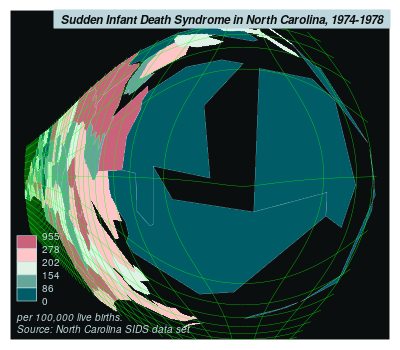 Sudden Infant Death Syndrome in North Carolina, 1974-1978
955
278
202
154
86
0
per 100,000 live births.
Source: North Carolina SIDS data set